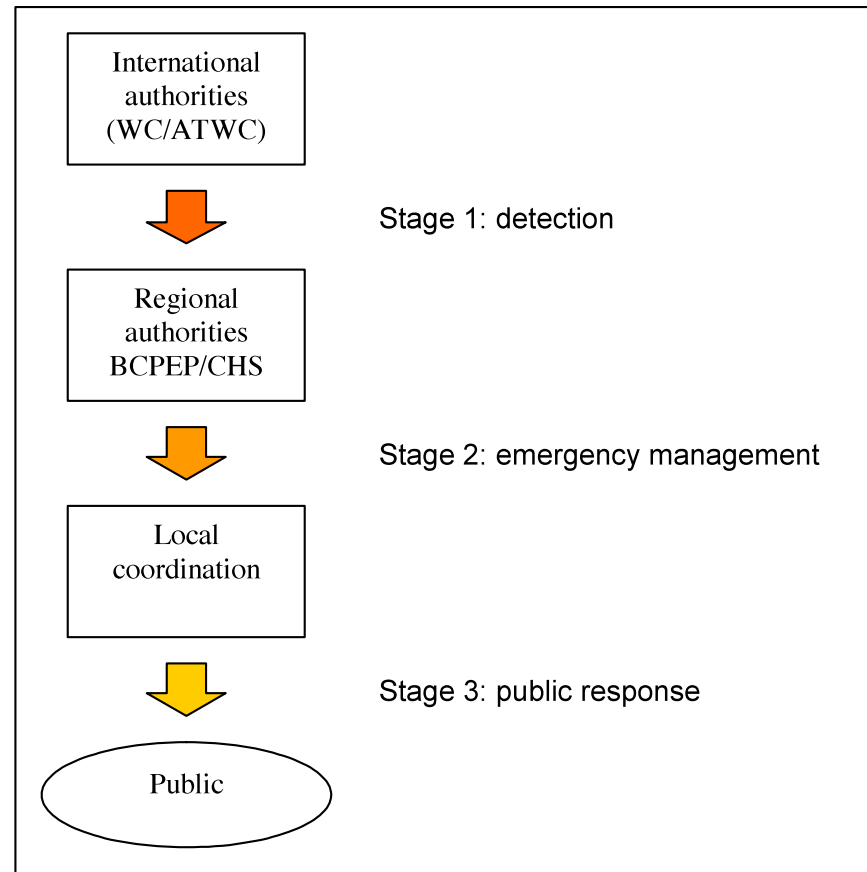 International
authorities
(WC/ATWC)
Stage 1: detection
Regional
authorities
BCPEP/CHS
Stage 2: emergency management
Local
coordination
Stage 3: public response
Public